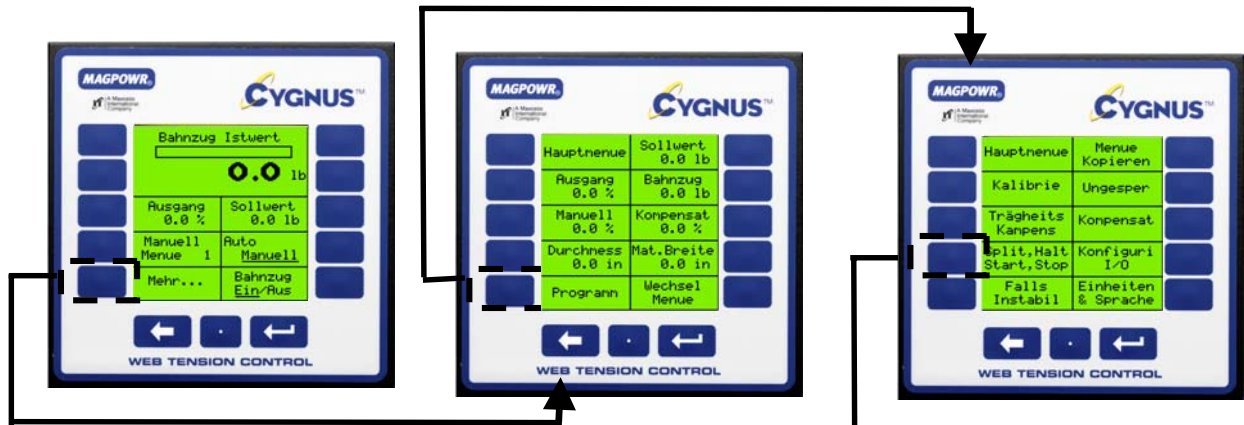 MAGPOWR®
A Maxcess
International
Company
CYGNUS™
Bahnzug Istwert
0.0 lb
Ausgang
0.0 %
Sollwert
0.0 lb
Manuell
Menue 1
Auto
Manuell
Mehr...
Bahnzug
Ein/Aus
WEB TENSION CONTROL
MAGPOWR®
A Maxcess
International
Company
CYGNUS™
Hauptnenue
Sollwert
0.0 lb
Ausgang
0.0 %
Bahnzug
0.0 lb
Manuell
0.0 %
Konpensat
0.0 %
Durchness
0.0 in
Mat.Breite
0.0 in
Programn
Wechsel
Menue
WEB TENSION CONTROL
MAGPOWR®
A Maxcess
International
Company
CYGNUS™
Hauptnenue
Menue
Kopieren
Kalibrie
Ungesper
Trägheits
Kampens
Konpensat
Split,Halt
Start,Stop
Konfiguri
I/O
Falls
Instabil
Einheiten
& Sprache
WEB TENSION CONTROL